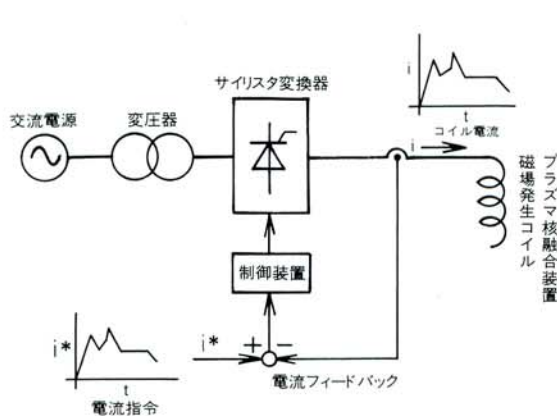 サイリスタ変換器
交流電源
変圧器
i
t
コイル電流
i
プラズマ核融合装置
磁場発生コイル
制御装置
i*
t
電流指令
i*
+
−
電流フィードバック